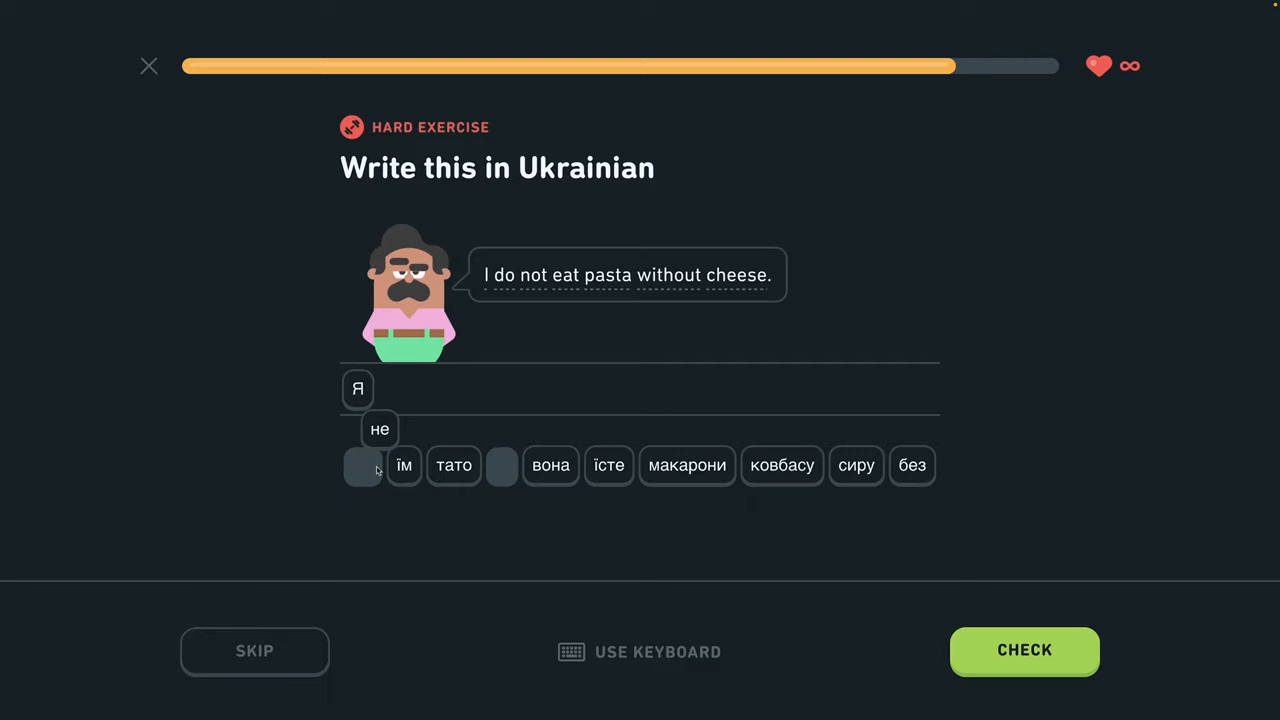 ∞
HARD EXERCISE
Write this in Ukrainian
I do not eat pasta without cheese.
Я
не
їм тато вона їсте макарони ковбасу сиру без
SKIP USE KEYBOARD CHECK